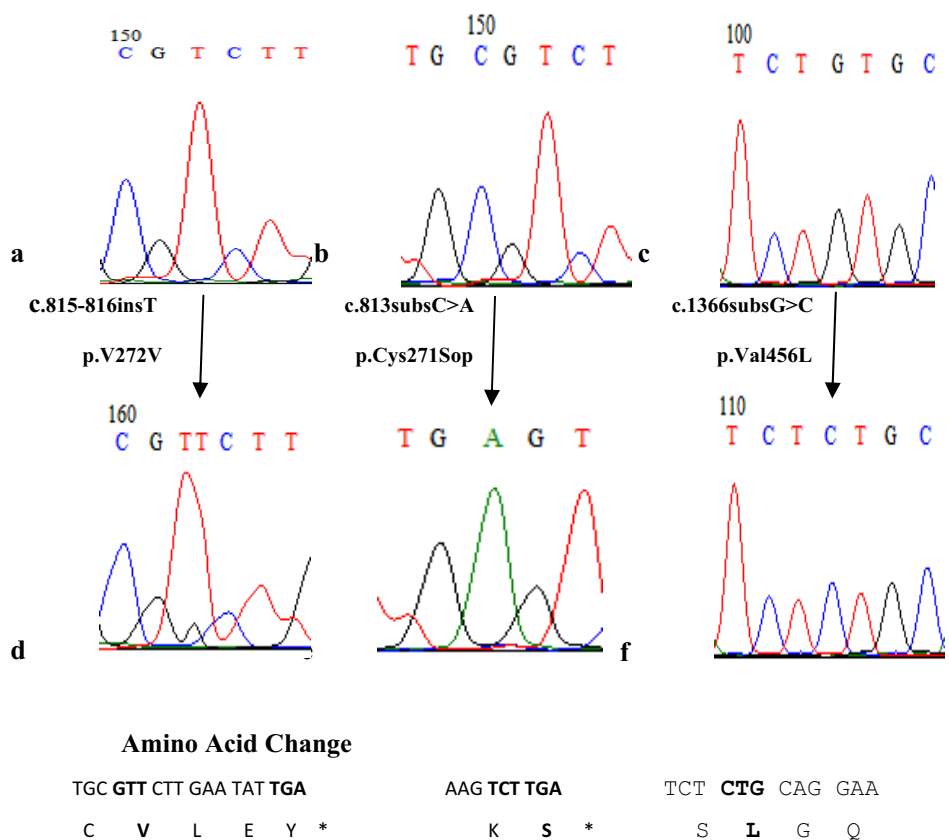 150 150 100
C G T C T T T G C G T C T T C T G T G C
a b c
c.815-816insT c.813subsC>A c.1366subsG>C
p.V272V p.Cys271Sop p.Val456L
160 110
C G TT C T T T G A G T T C T C T G C
d f
Amino Acid Change
TGC GTT CTT GAA TAT TGA AAG TCT TGA TCT CTG CAG GAA
C V L E Y * K S * S L G Q